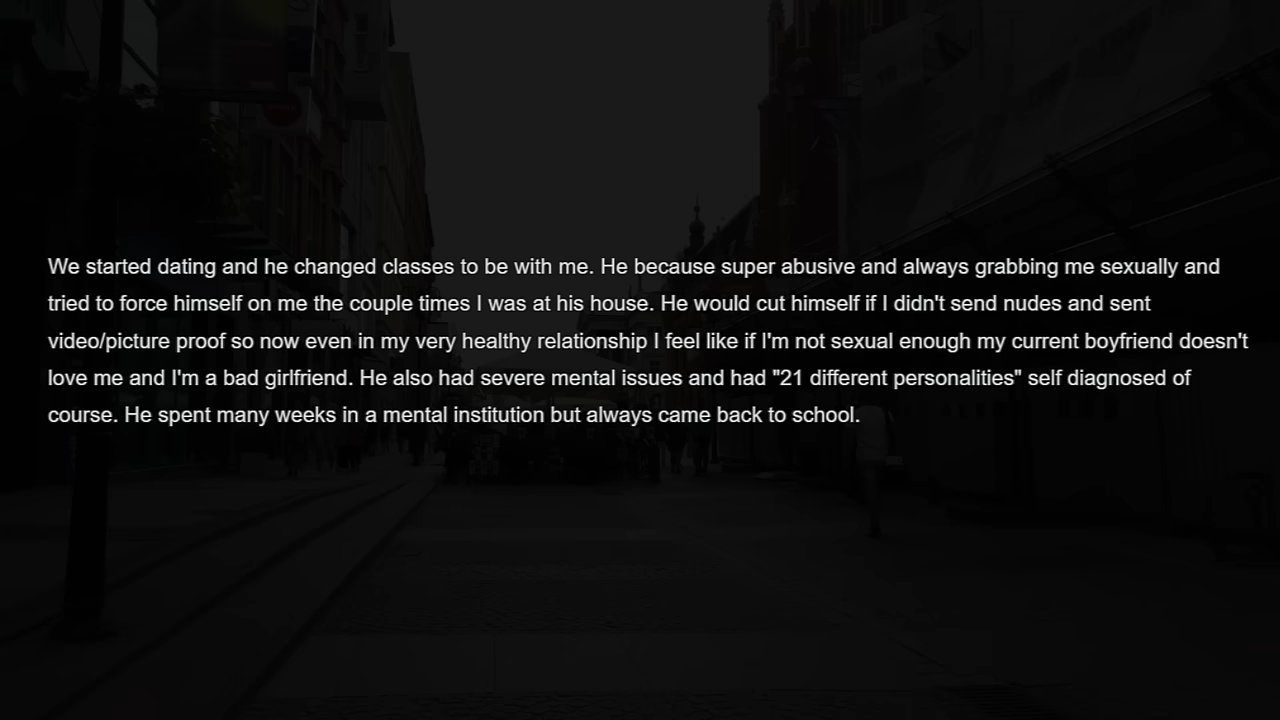 We started dating and he changed classes to be with me. He because super abusive and always grabbing me sexually and
tried to force himself on me the couple times I was at his house. He would cut himself if I didn't send nudes and sent
video/picture proof so now even in my very healthy relationship I feel like if I'm not sexual enough my current boyfriend doesn't
love me and I'm a bad girlfriend. He also had severe mental issues and had "21 different personalities" self diagnosed of
course. He spent many weeks in a mental institution but always came back to school.